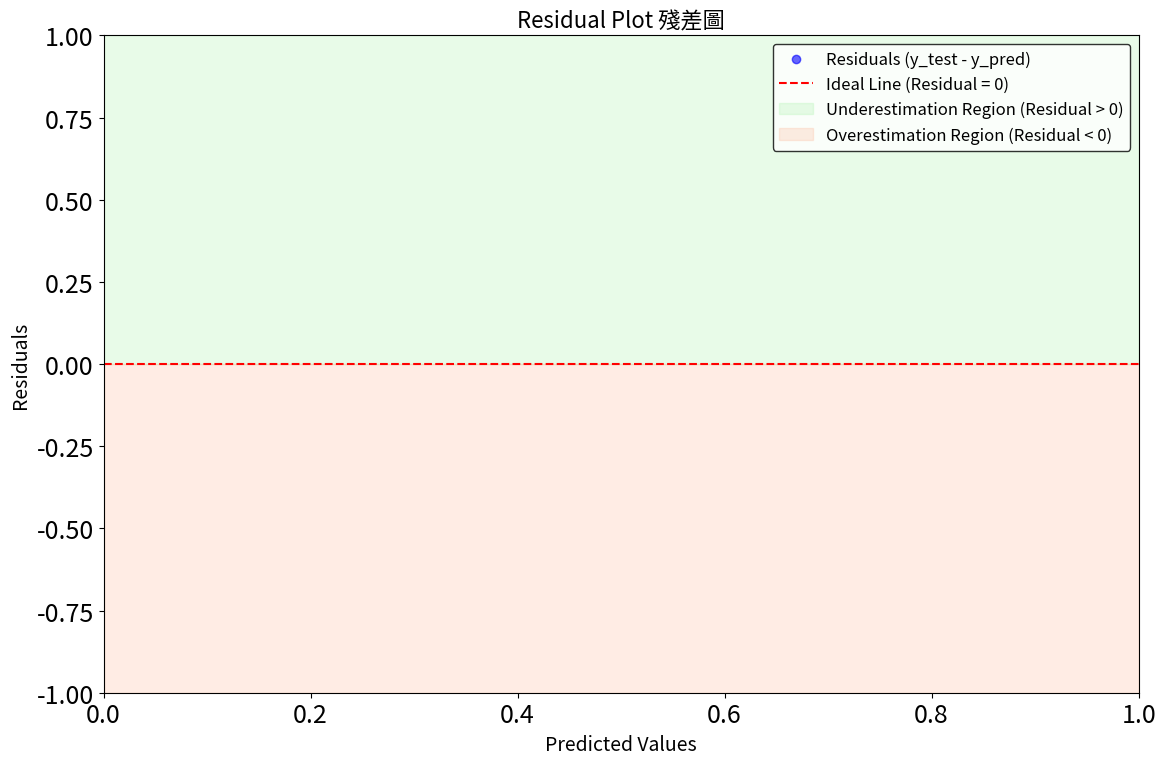 Residual Plot 殘差圖
Residuals (y_test - y_pred)
Ideal Line (Residual = 0)
Underestimation Region (Residual > 0)
Overestimation Region (Residual < 0)
1.00
0.75
0.50
0.25
0.00
-0.25
-0.50
-0.75
-1.00
Residuals
0.0 0.2 0.4 0.6 0.8 1.0
Predicted Values